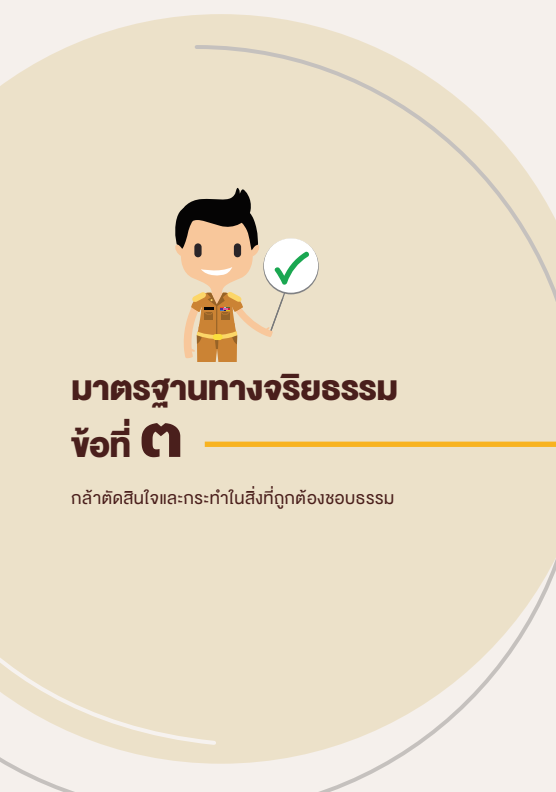 มาตรฐานทางจริยธรรม
ข้อที่ ๓
กล้าตัดสินใจและกระทำในสิ่งที่ถูกต้องชอบธรรม